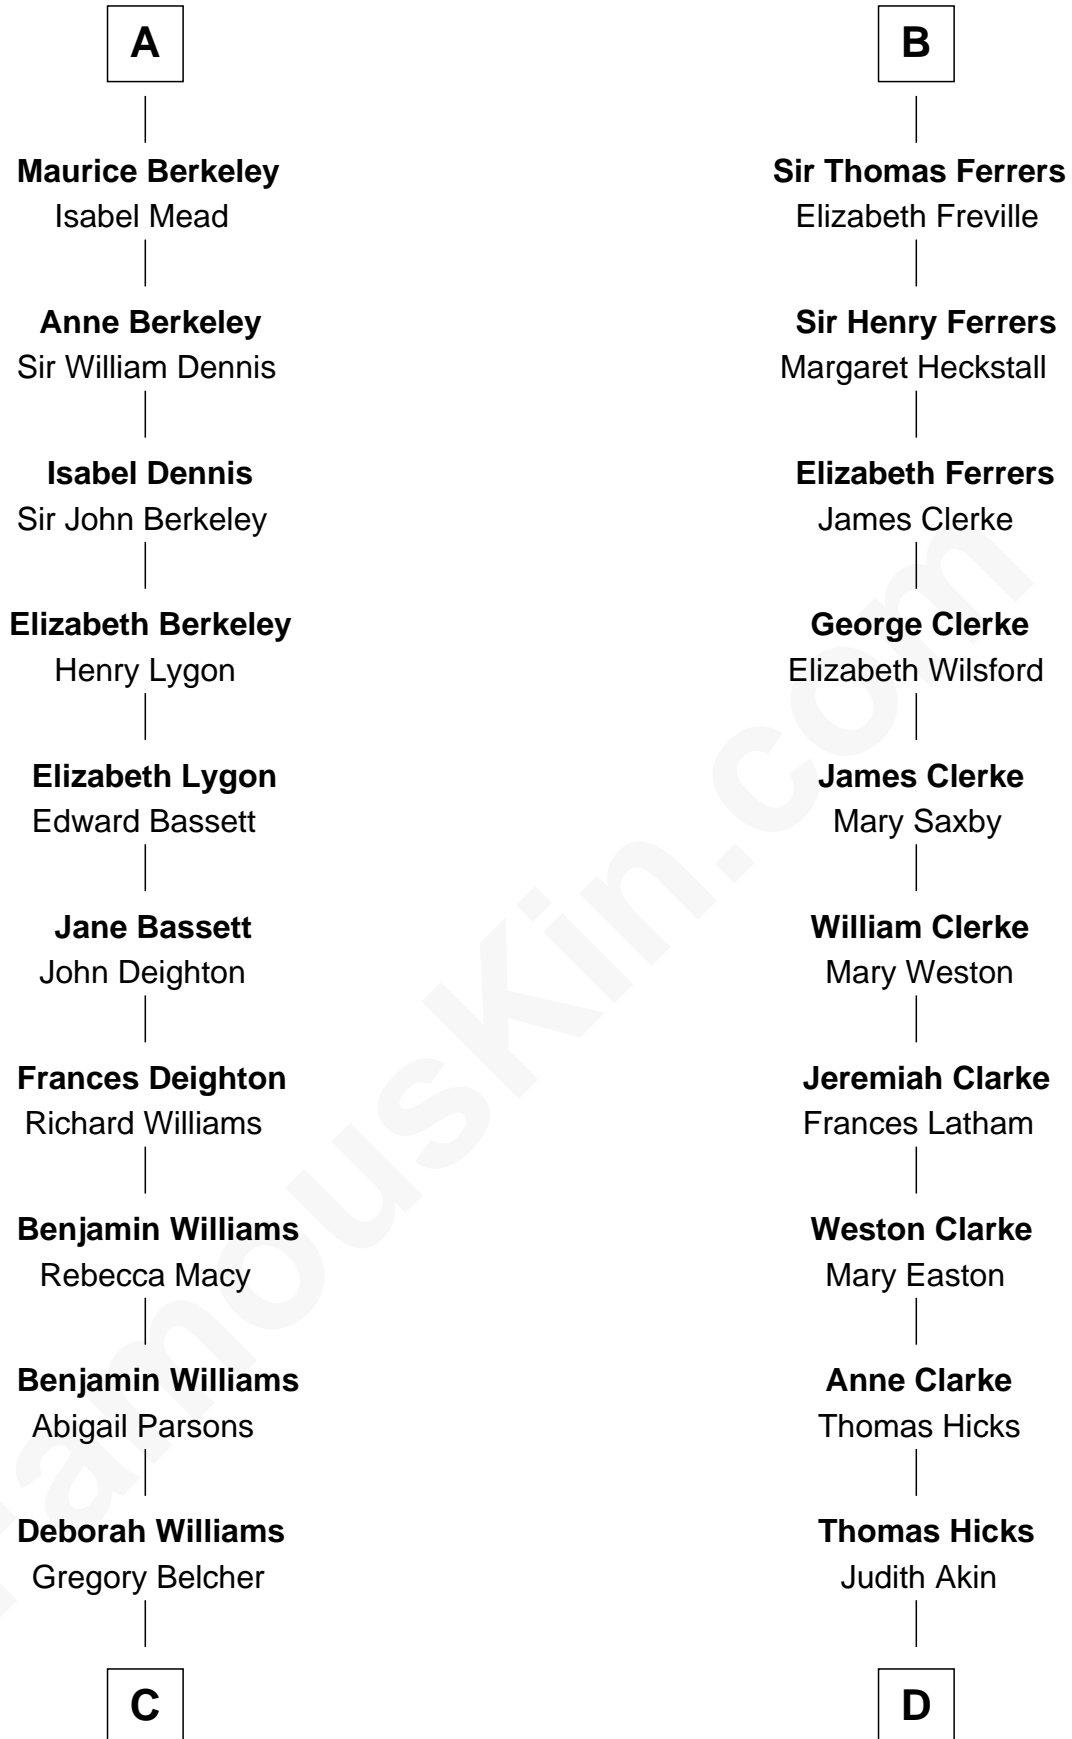 A
Maurice Berkeley
Isabel Mead
Anne Berkeley
Sir William Dennis
Isabel Dennis
Sir John Berkeley
Elizabeth Berkeley
Henry Lygon
Elizabeth Lygon
Edward Bassett
Jane Bassett
John Deighton
Frances Deighton
Richard Williams
Benjamin Williams
Rebecca Macy
Benjamin Williams
Abigail Parsons
Deborah Williams
Gregory Belcher
C
B
Sir Thomas Ferrers
Elizabeth Freville
Sir Henry Ferrers
Margaret Heckstall
Elizabeth Ferrers
James Clerke
George Clerke
Elizabeth Wilsford
James Clerke
Mary Saxby
William Clerke
Mary Weston
Jeremiah Clarke
Frances Latham
Weston Clarke
Mary Easton
Anne Clarke
Thomas Hicks
Thomas Hicks
Judith Akin
D
FamousKin.com